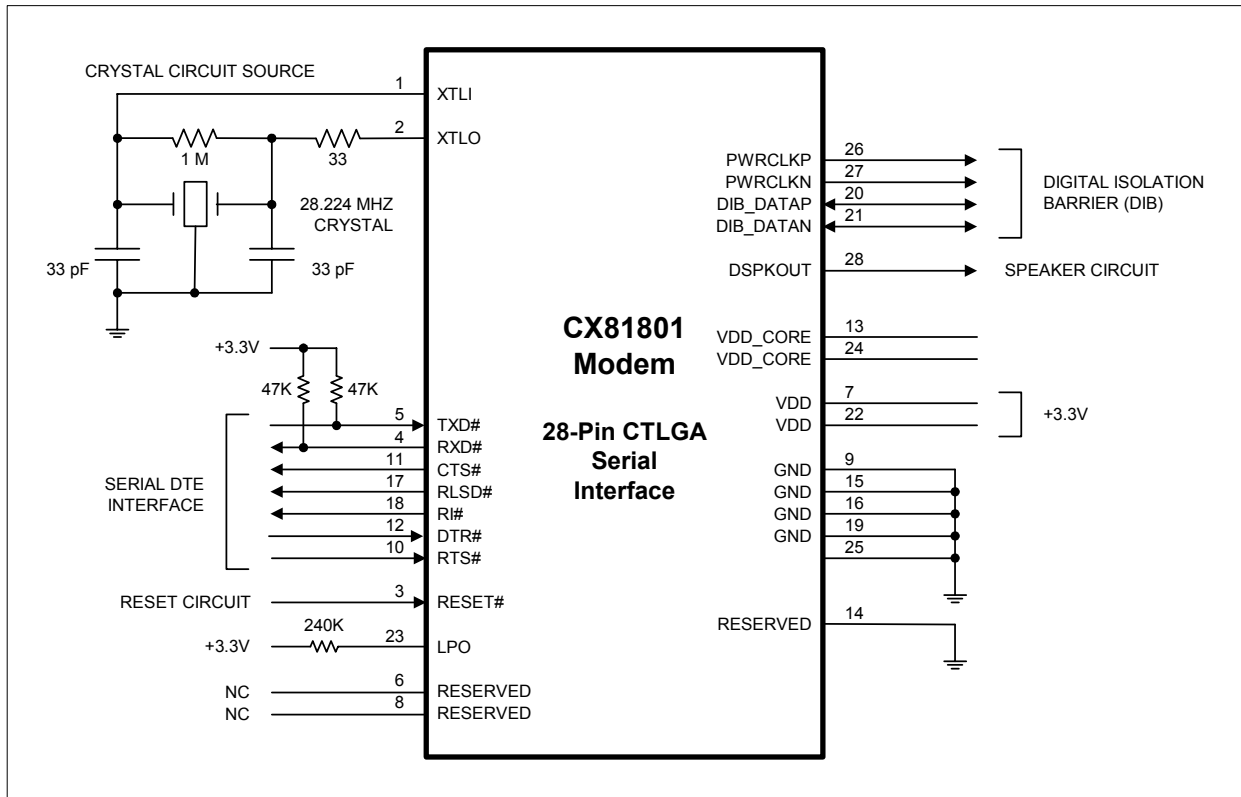 CRYSTAL CIRCUIT SOURCE
1
XTLI
2
XTLO
1 M
33
28.224 MHZ
CRYSTAL
33 pF
33 pF
+3.3V
47K
47K
SERIAL DTE
INTERFACE
5
TXD#
4
RXD#
11
CTS#
17
RLSD#
18
RI#
12
DTR#
10
RTS#
RESET CIRCUIT
3
RESET#
+3.3V
240K
23
LPO
NC
6
RESERVED
NC
8
RESERVED
CX81801
Modem
28-Pin CTLGA
Serial
Interface
PWRCLKP
26
PWRCLKN
27
DIB_DATAP
20
DIB_DATAN
21
DIGITAL ISOLATION
BARRIER (DIB)
DSPKOUT
28
SPEAKER CIRCUIT
VDD_CORE
13
VDD_CORE
24
VDD
7
VDD
22
+3.3V
GND
9
GND
15
GND
16
GND
19
25
RESERVED
14